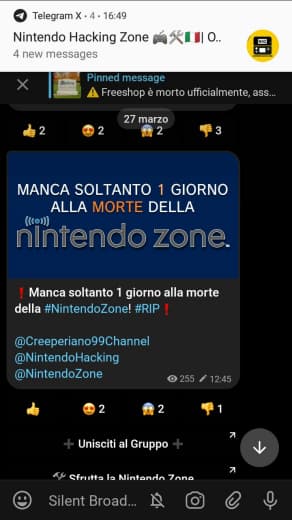 Telegram X • 4 • 16:49
Nintendo Hacking Zone 🎮🛠🇮🇹| O..
4 new messages
Pinned message
⚠ Freeshop è morto ufficialmente, ass...
27 marzo
👍 2 😍 2 😱 2 👎 3
MANCA SOLTANTO 1 GIORNO
ALLA MORTE DELLA
nintendo zone
❗Manca soltanto 1 giorno alla morte
della #NintendoZone! #RIP❗
@Creeperiano99Channel
@NintendoHacking
@NintendoZone
255 12:45
👍 😍 2 😱 2 👎 1
➕ Unisciti al Gruppo ➕
🛠 Sfrutta la Nintendo Zone
Silent Broad...